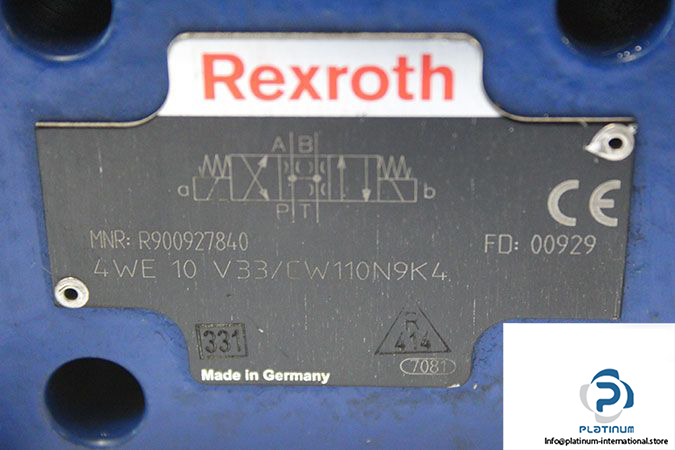 Rexroth
A B
a b
P T
CE
MNR: R900927840
FD: 00929
4WE 10 V33/CW110N9K4
331
R
414
7081
Made in Germany
PLATINUM
Info@platinum-international.store